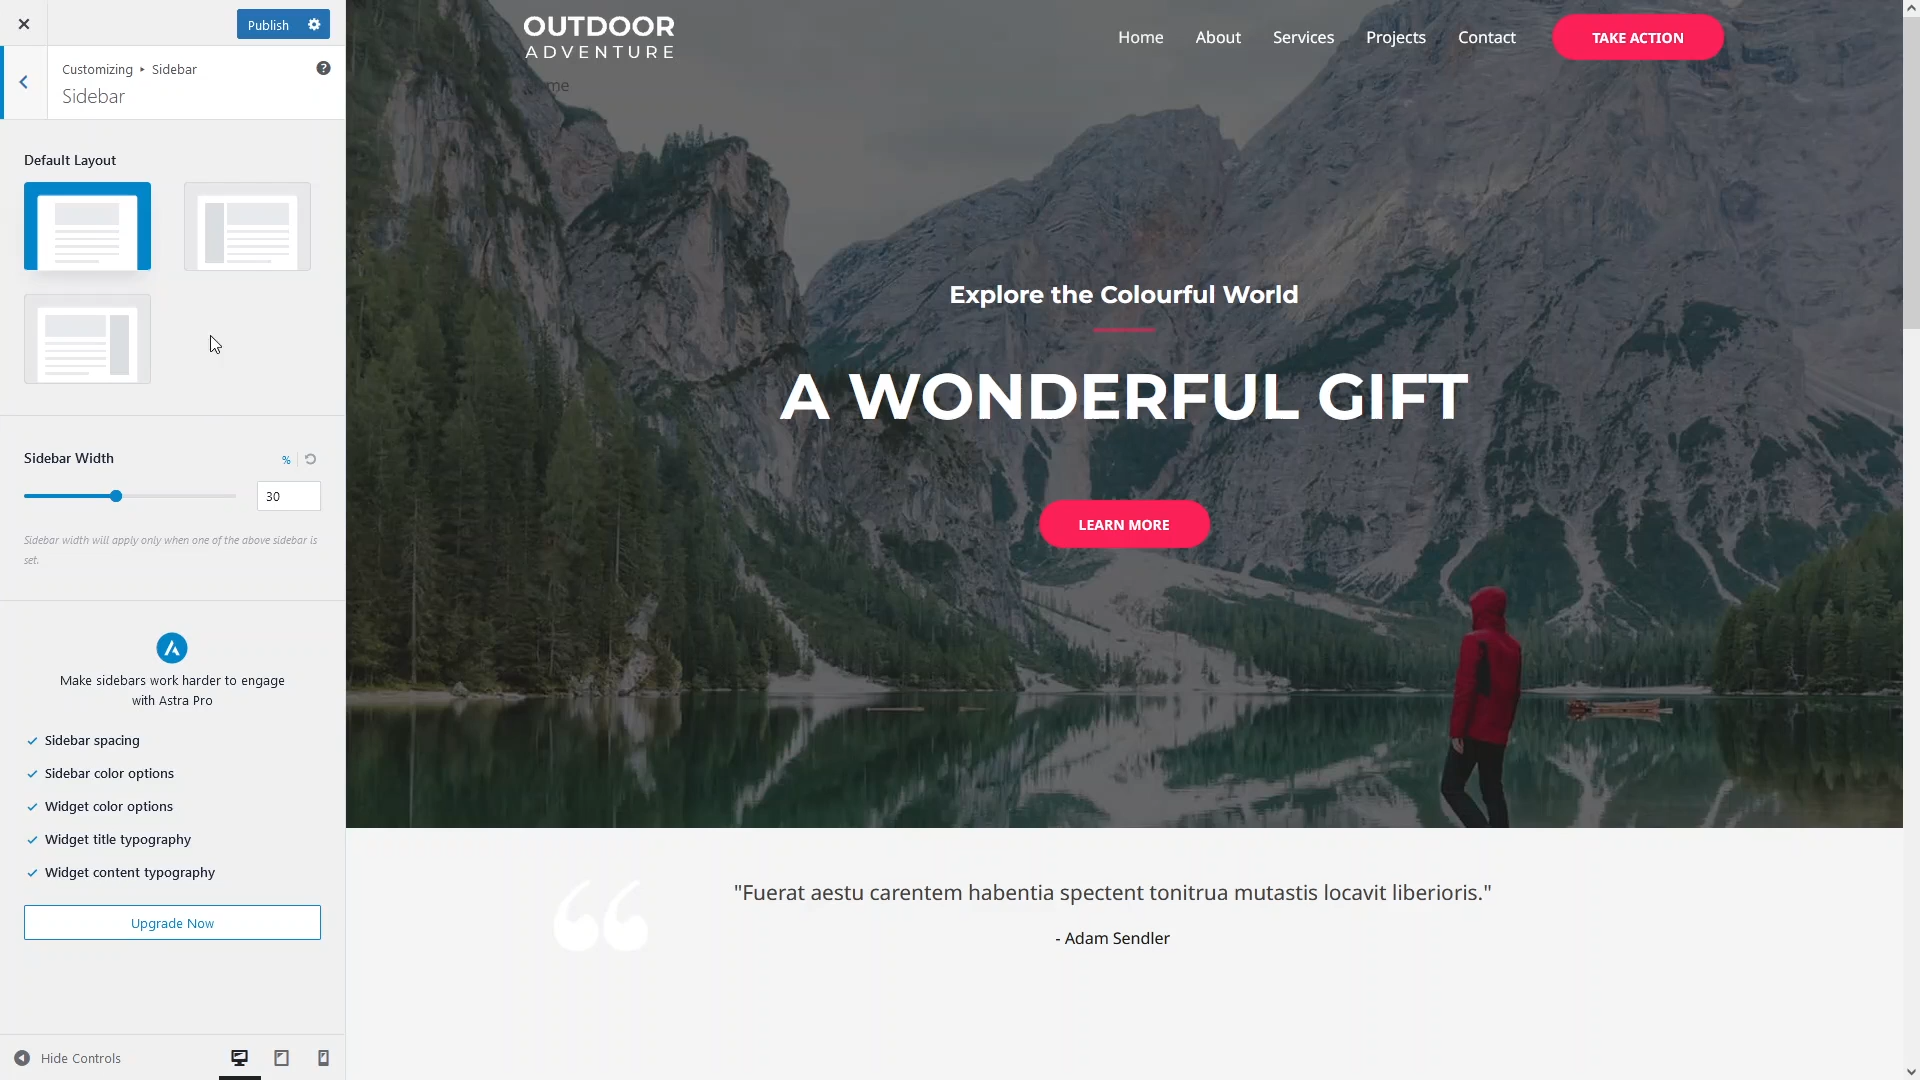 Publish
Customizing ▸ Sidebar
Sidebar
Default Layout
Sidebar Width
%
30
Sidebar width will apply only when one of the above sidebar is
set.
Make sidebars work harder to engage
with Astra Pro
Sidebar spacing
Sidebar color options
Widget color options
Widget title typography
Widget content typography
Upgrade Now
Hide Controls
OUTDOOR
ADVENTURE
Home
About
Services
Projects
Contact
TAKE ACTION
Explore the Colourful World
A WONDERFUL GIFT
LEARN MORE
"Fuerat aestu carentem habentia spectent tonitrua mutastis locavit liberioris."
- Adam Sendler